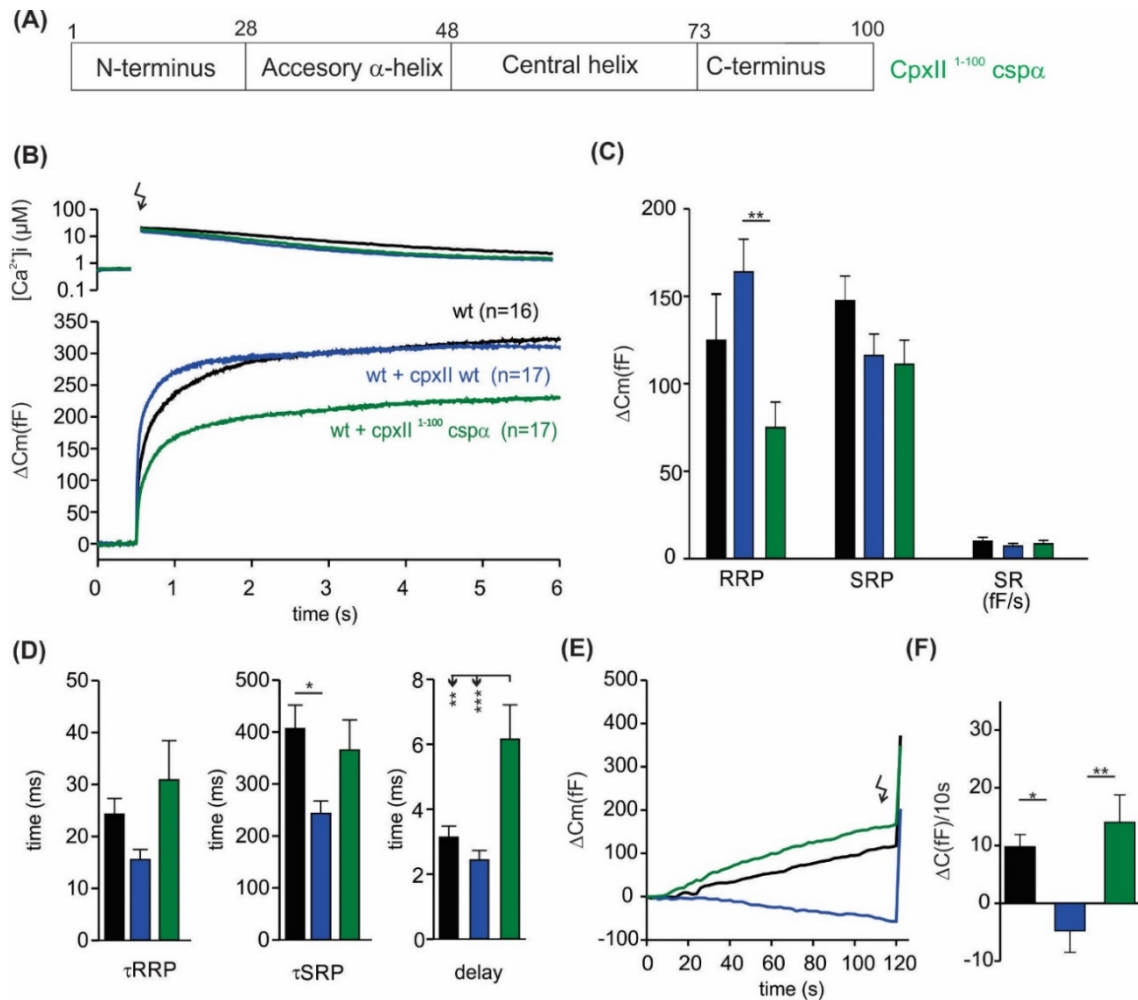 (A)
1 28 48 73 100
N-terminus Accesory α-helix Central helix C-terminus CpxII 1-100 cspα
(B)
[Ca2+]i (µM)
100
10
1
0.1
ΔCm(fF)
350
300
250
200
150
100
50
0
wt (n=16)
wt + cpxII wt (n=17)
wt + cpxII 1-100 cspα (n=17)
0 1 2 3 4 5 6
time (s)
(C)
ΔCm(fF)
200
150
100
50
0
**
RRP SRP SR
(fF/s)
(D)
time (ms)
50
40
30
20
10
0
τRRP
time (ms)
500
400
300
200
100
0
*
τSRP
time (ms)
8
6
4
2
0
** ***
delay
(E)
ΔCm(fF)
500
400
300
200
100
0
-100
0 20 40 60 80 100 120
time (s)
(F)
ΔC(fF)/10s
30
20
10
0
-10
* **